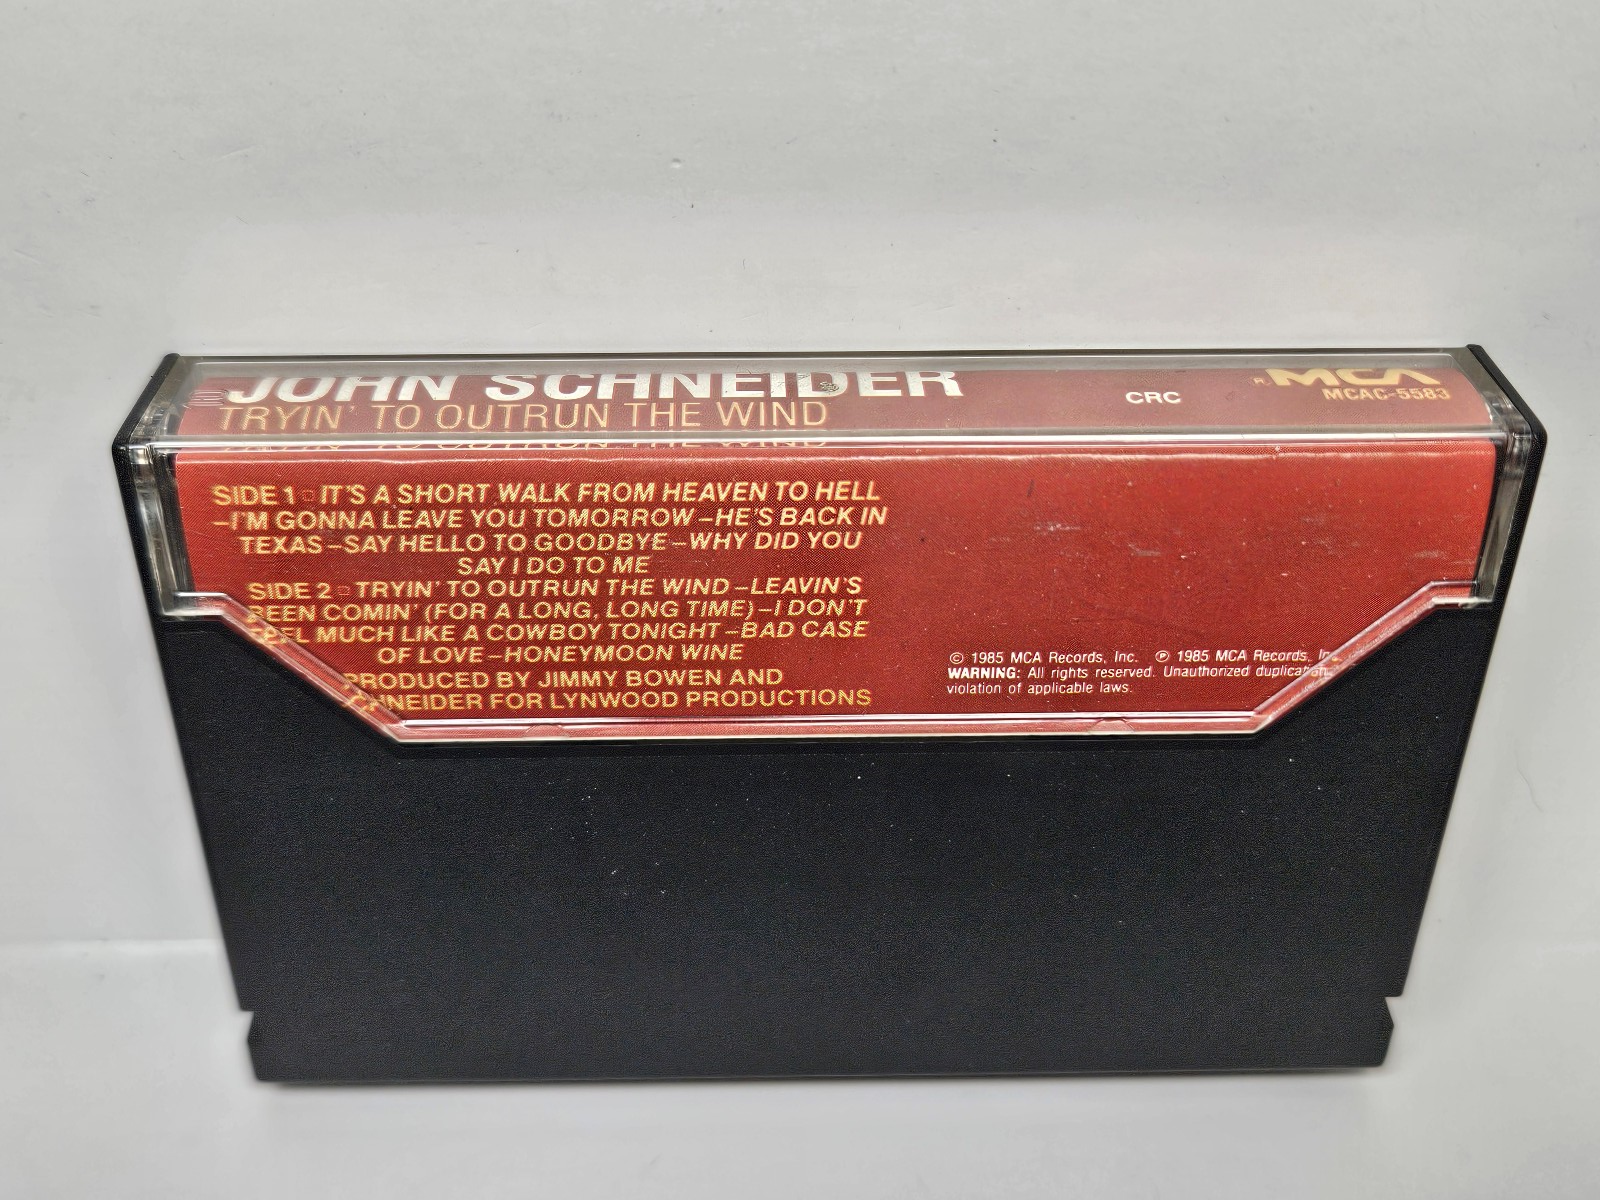 JOHN SCHNEIDER
TRYIN' TO OUTRUN THE WIND
CRC
® MCA
MCAC-5583
SIDE 1 □ IT'S A SHORT WALK FROM HEAVEN TO HELL
–I'M GONNA LEAVE YOU TOMORROW–HE'S BACK IN
TEXAS–SAY HELLO TO GOODBYE–WHY DID YOU
SAY I DO TO ME
SIDE 2 □ TRYIN' TO OUTRUN THE WIND–LEAVIN'S
BEEN COMIN' (FOR A LONG, LONG TIME)–I DON'T
FEEL MUCH LIKE A COWBOY TONIGHT–BAD CASE
OF LOVE–HONEYMOON WINE
PRODUCED BY JIMMY BOWEN AND
SCHNEIDER FOR LYNWOOD PRODUCTIONS
© 1985 MCA Records, Inc. ℗ 1985 MCA Records, Inc.
WARNING: All rights reserved. Unauthorized duplication
violation of applicable laws.